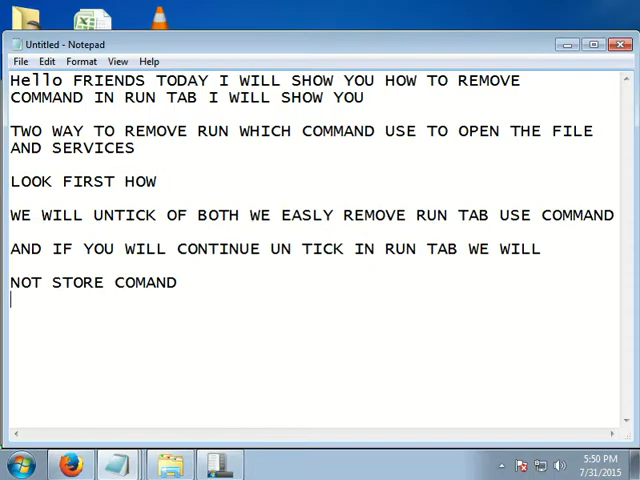 Untitled - Notepad
File Edit Format View Help
Hello FRIENDS TODAY I WILL SHOW YOU HOW TO REMOVE
COMMAND IN RUN TAB I WILL SHOW YOU
TWO WAY TO REMOVE RUN WHICH COMMAND USE TO OPEN THE FILE
AND SERVICES
LOOK FIRST HOW
WE WILL UNTICK OF BOTH WE EASLY REMOVE RUN TAB USE COMMAND
AND IF YOU WILL CONTINUE UN TICK IN RUN TAB WE WILL
NOT STORE COMAND
5:50 PM
7/31/2015